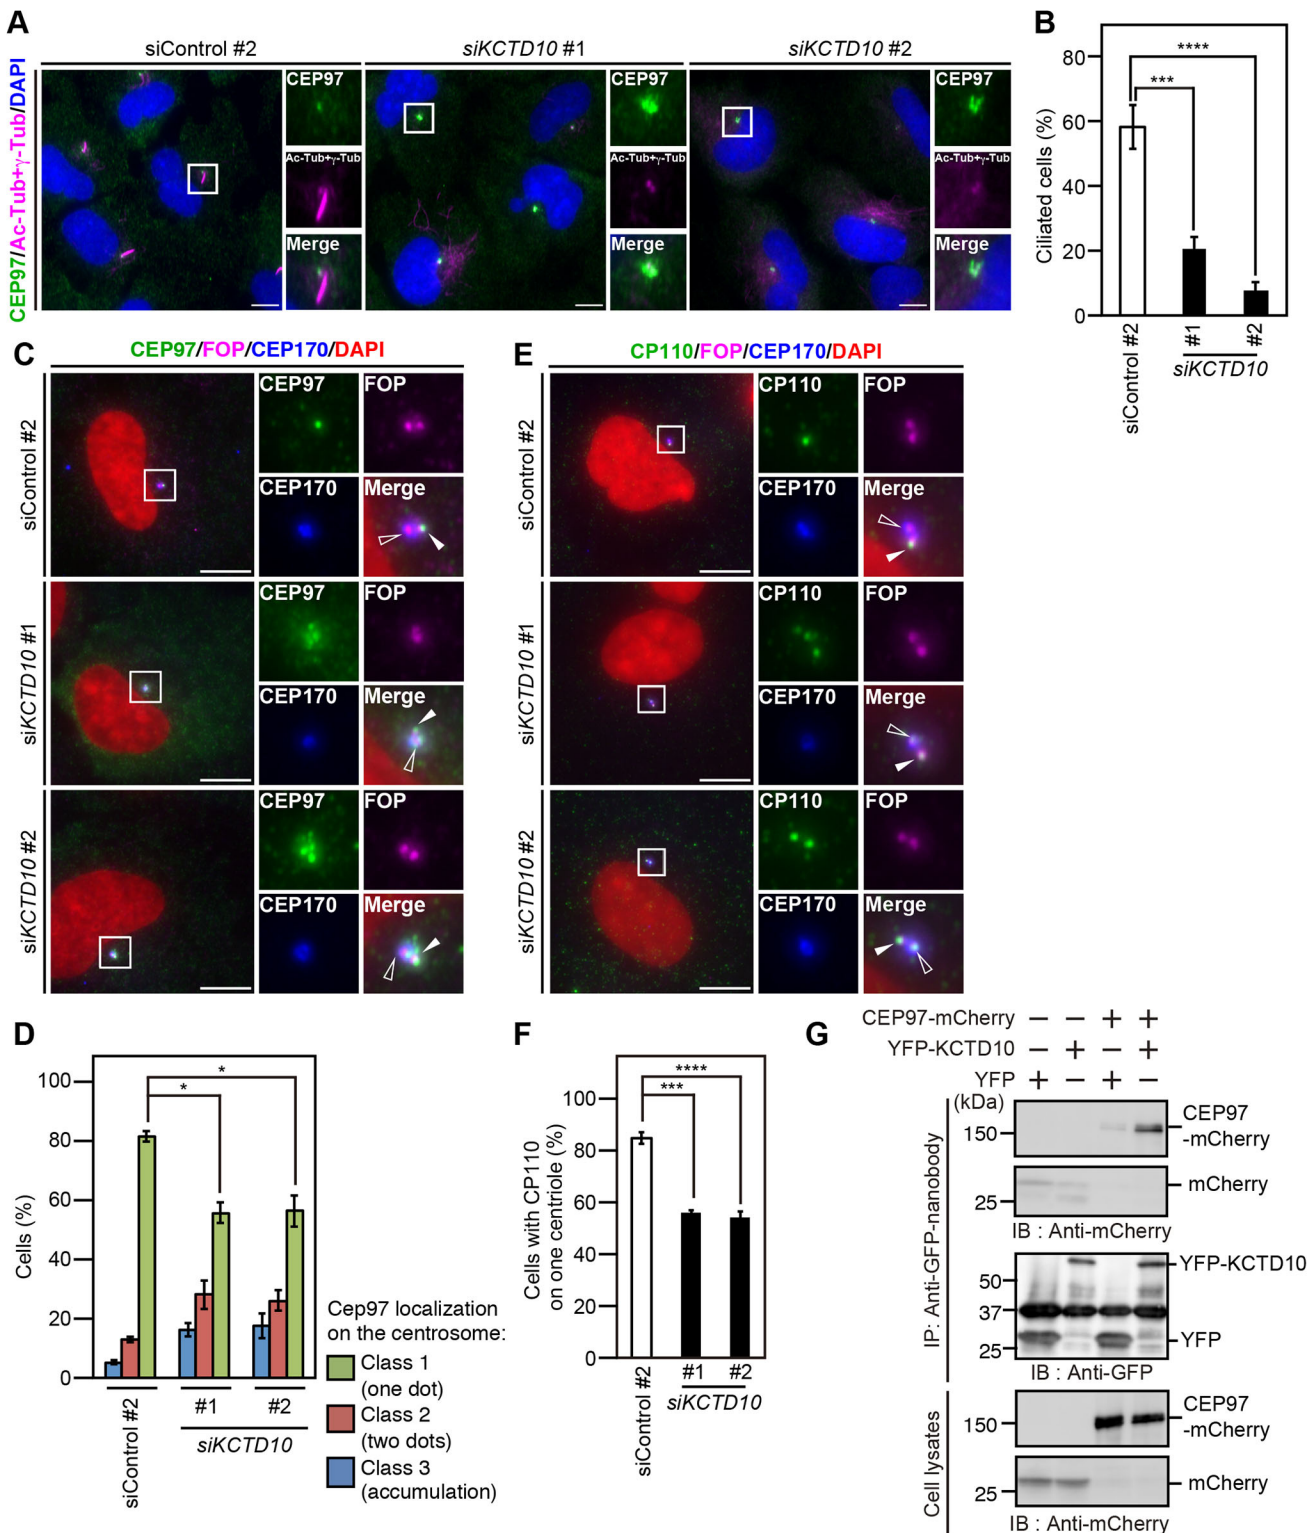 A
siControl #2
siKCTD10 #1
siKCTD10 #2
CEP97/Ac-Tub+γ-Tub/DAPI
CEP97
Ac-Tub+γ-Tub
Merge
CEP97
Ac-Tub+γ-Tub
Merge
CEP97
Ac-Tub+γ-Tub
Merge
B
Ciliated cells (%)
80
60
40
20
0
****
***
siControl #2
#1
#2
siKCTD10
C
CEP97/FOP/CEP170/DAPI
siControl #2
CEP97
FOP
CEP170
Merge
siKCTD10 #1
CEP97
FOP
CEP170
Merge
siKCTD10 #2
CEP97
FOP
CEP170
Merge
E
CP110/FOP/CEP170/DAPI
siControl #2
CP110
FOP
CEP170
Merge
siKCTD10 #1
CP110
FOP
CEP170
Merge
siKCTD10 #2
CP110
FOP
CEP170
Merge
D
Cells (%)
100
80
60
40
20
0
*
*
siControl #2
#1
#2
siKCTD10
Cep97 localization
on the centrosome:
Class 1
(one dot)
Class 2
(two dots)
Class 3
(accumulation)
F
Cells with CP110
on one centriole (%)
100
80
60
40
20
0
****
***
siControl #2
#1
#2
siKCTD10
G
CEP97-mCherry − − + +
YFP-KCTD10 − + − +
YFP + − + −
(kDa)
IP: Anti-GFP-nanobody
150
CEP97
-mCherry
25
mCherry
IB : Anti-mCherry
50
37
25
YFP-KCTD10
YFP
IB : Anti-GFP
Cell lysates
150
CEP97
-mCherry
25
mCherry
IB : Anti-mCherry